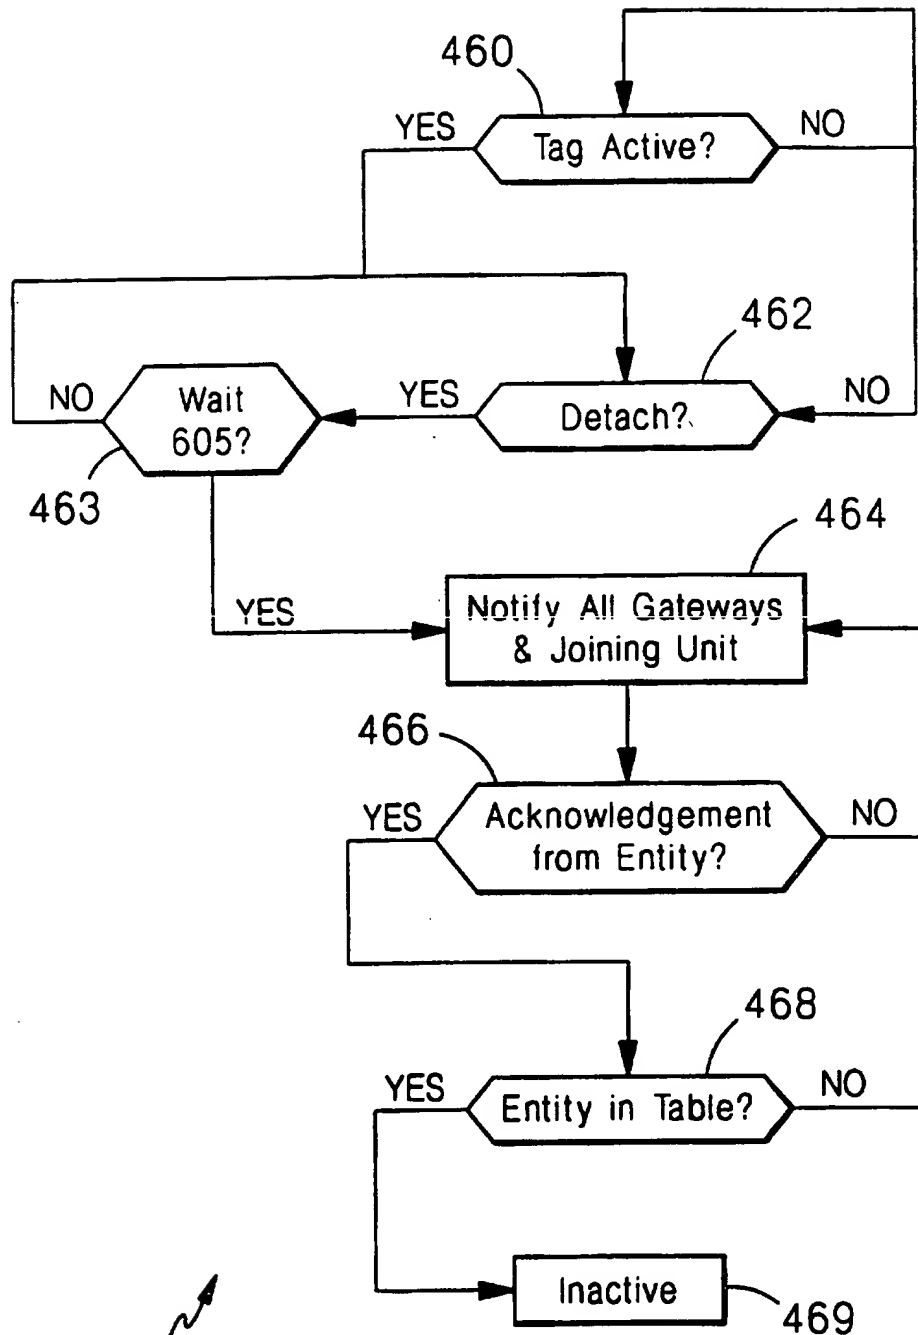 460
YES
Tag Active?
NO
462
NO
Wait
605?
YES
Detach?
NO
463
464
YES
Notify All Gateways
& Joining Unit
466
YES
Acknowledgement
from Entity?
NO
468
YES
Entity in Table?
NO
Inactive
469